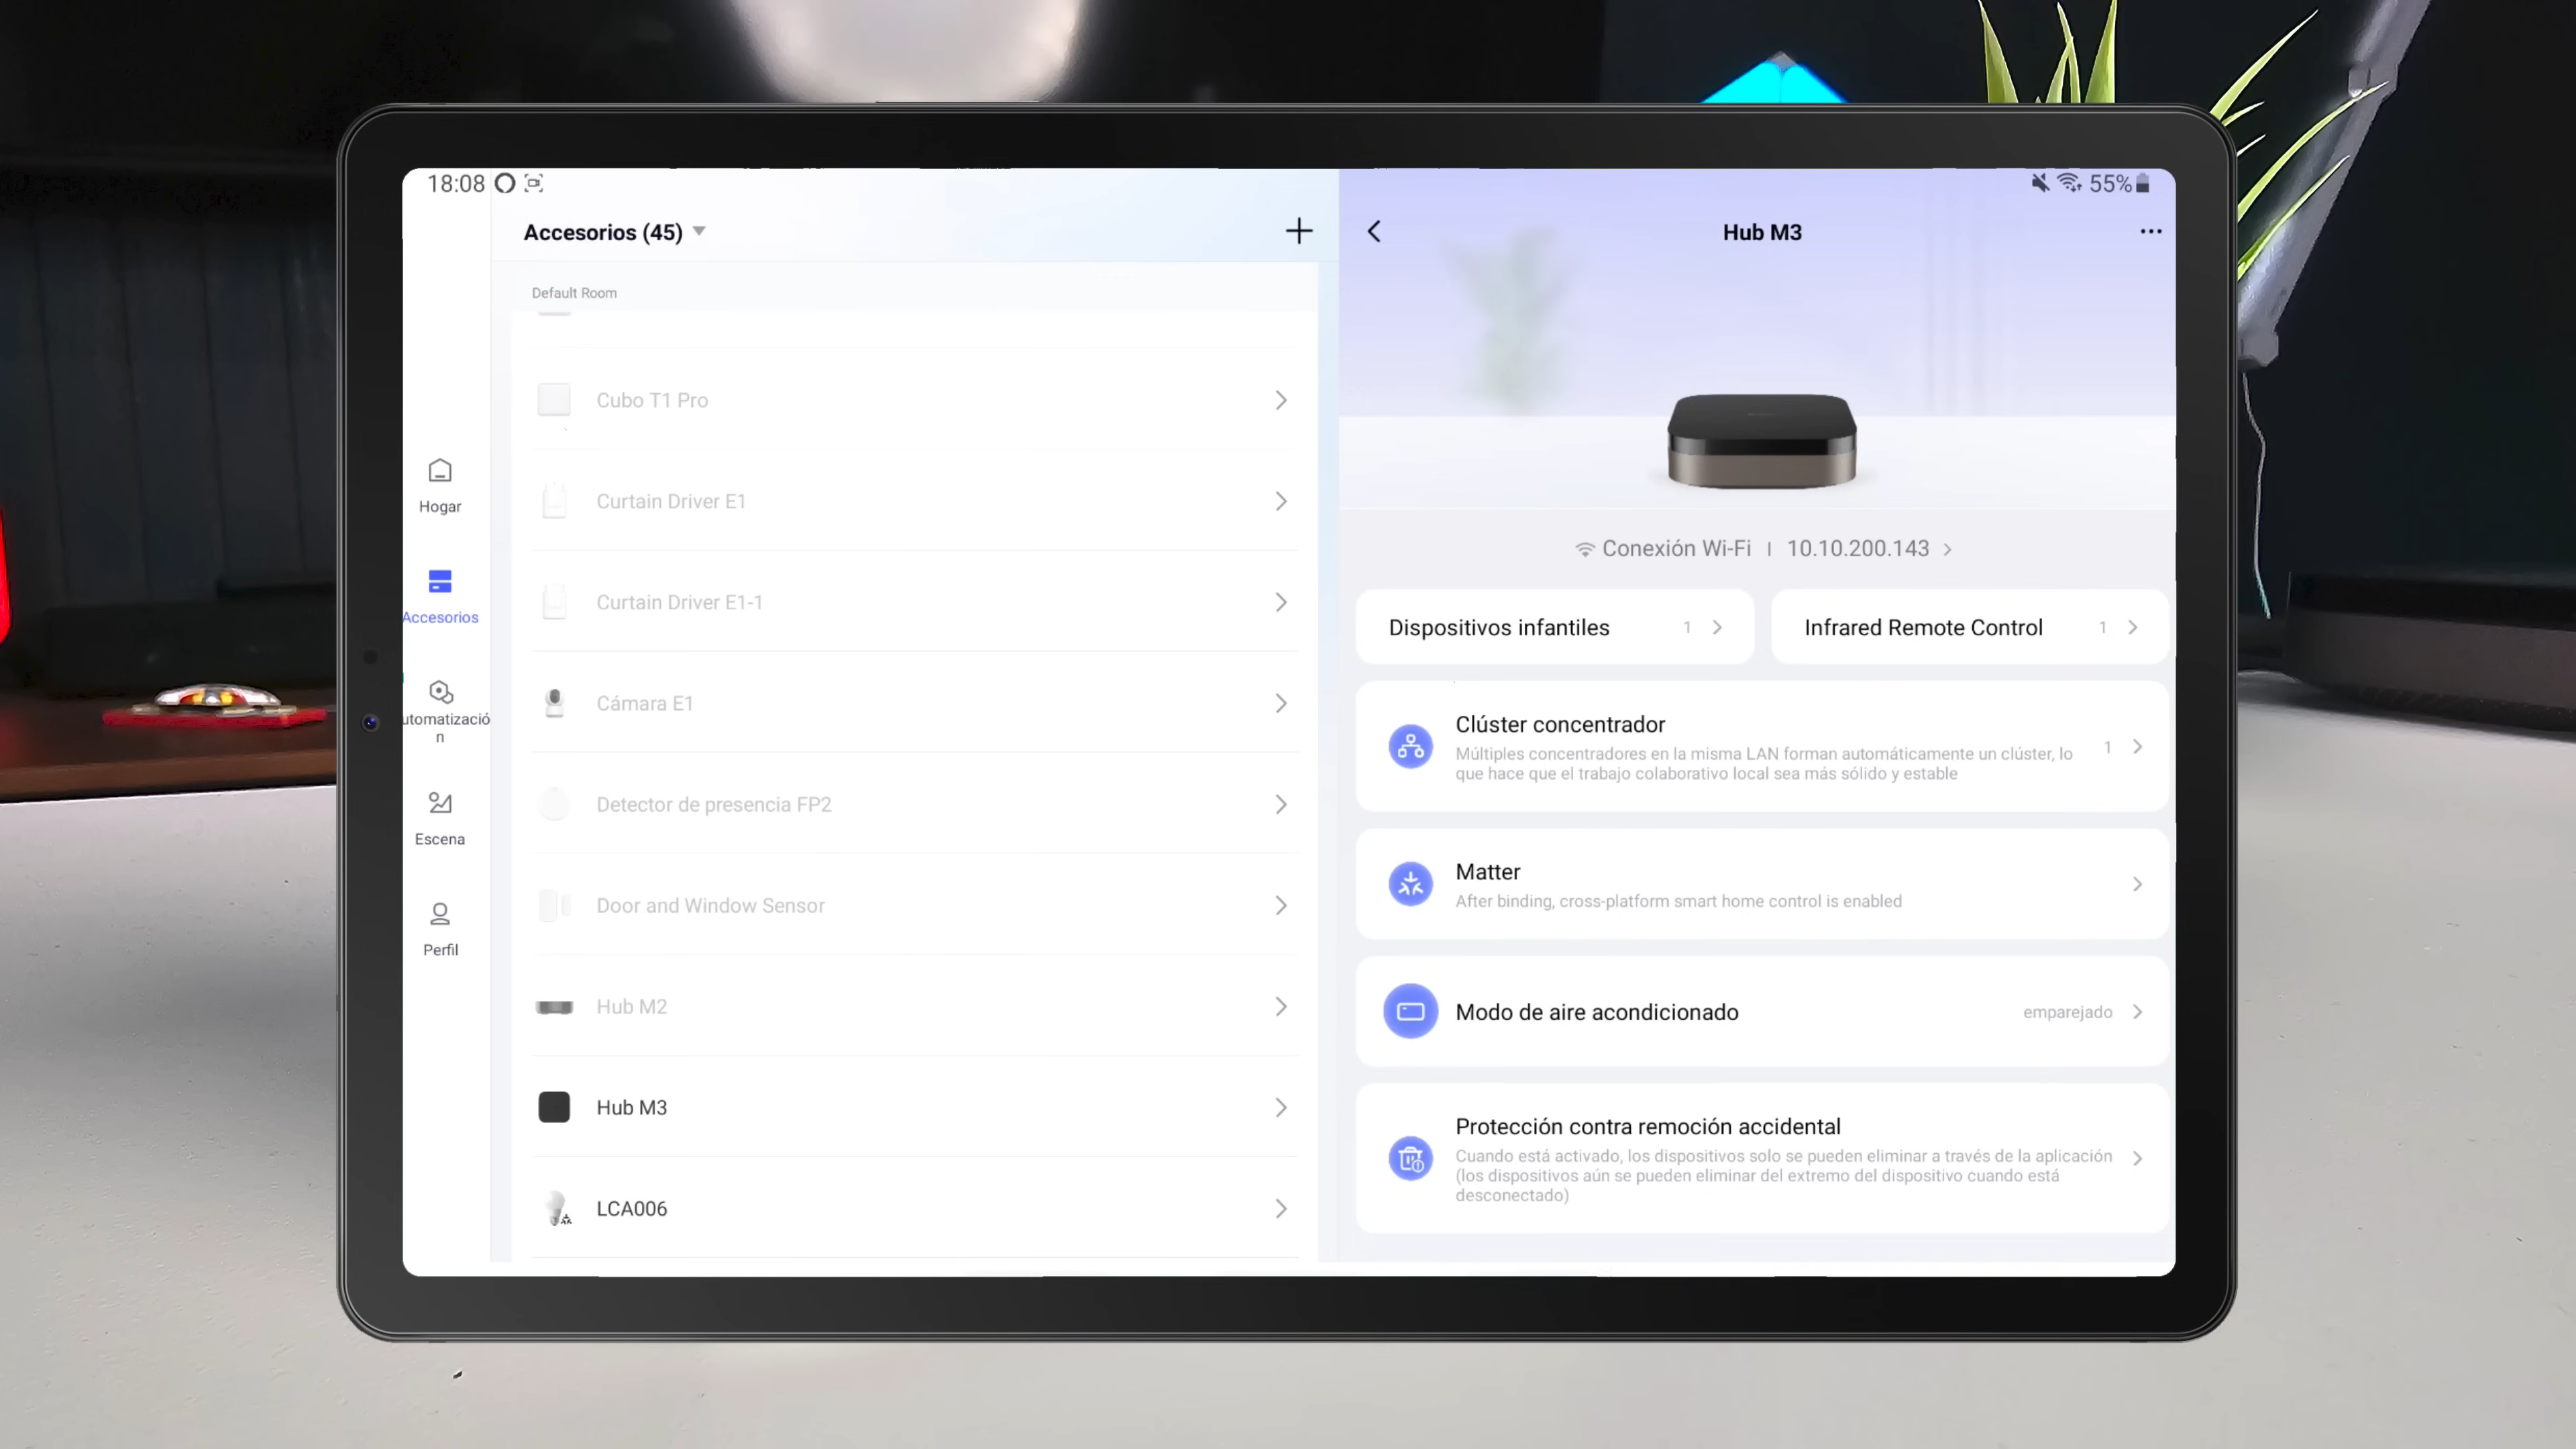 18:08
55%
Accesorios (45)
Default Room
Cubo T1 Pro
Curtain Driver E1
Curtain Driver E1-1
Cámara E1
Detector de presencia FP2
Door and Window Sensor
Hub M2
Hub M3
LCA006
Hogar
Accesorios
utomatizació
n
Escena
Perfil
Hub M3
Conexión Wi-Fi | 10.10.200.143
Dispositivos infantiles 1
Infrared Remote Control 1
Clúster concentrador
Múltiples concentradores en la misma LAN forman automáticamente un clúster, lo
que hace que el trabajo colaborativo local sea más sólido y estable
1
Matter
After binding, cross-platform smart home control is enabled
Modo de aire acondicionado
emparejado
Protección contra remoción accidental
Cuando está activado, los dispositivos solo se pueden eliminar a través de la aplicación
(los dispositivos aún se pueden eliminar del extremo del dispositivo cuando está
desconectado)